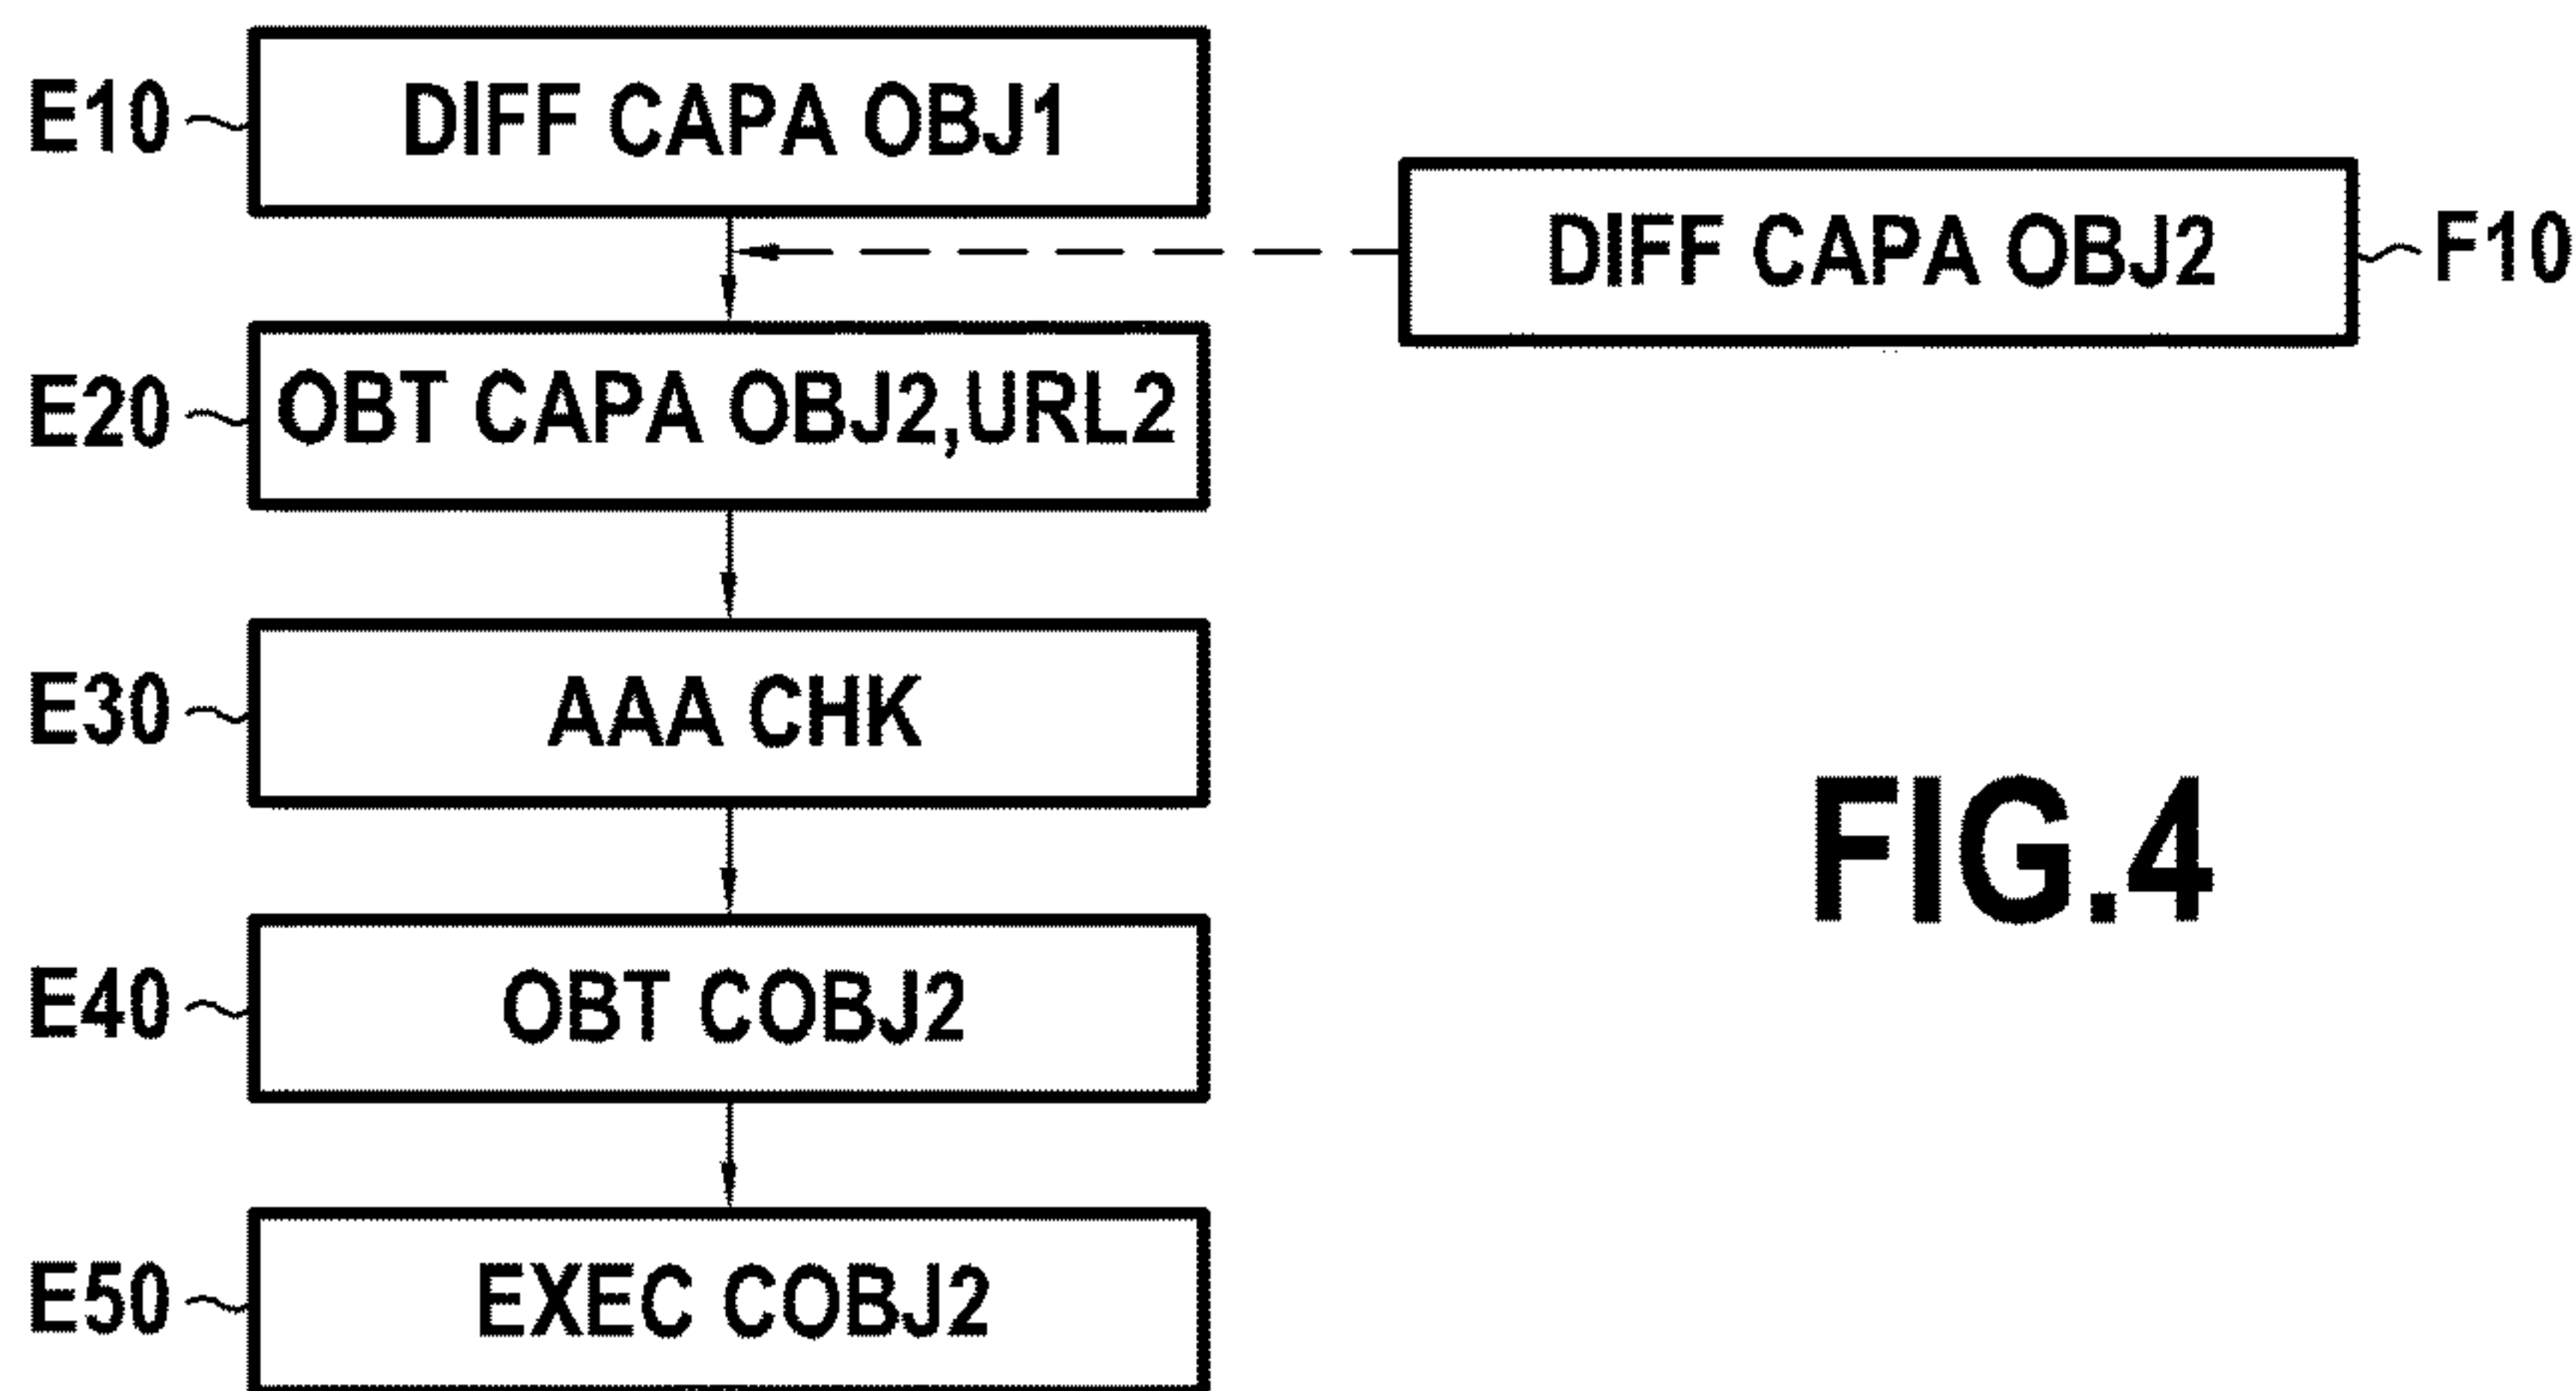 E10 DIFF CAPA OBJ1
DIFF CAPA OBJ2 F10
E20 OBT CAPA OBJ2,URL2
E30 AAA CHK
E40 OBT COBJ2
E50 EXEC COBJ2
FIG.4